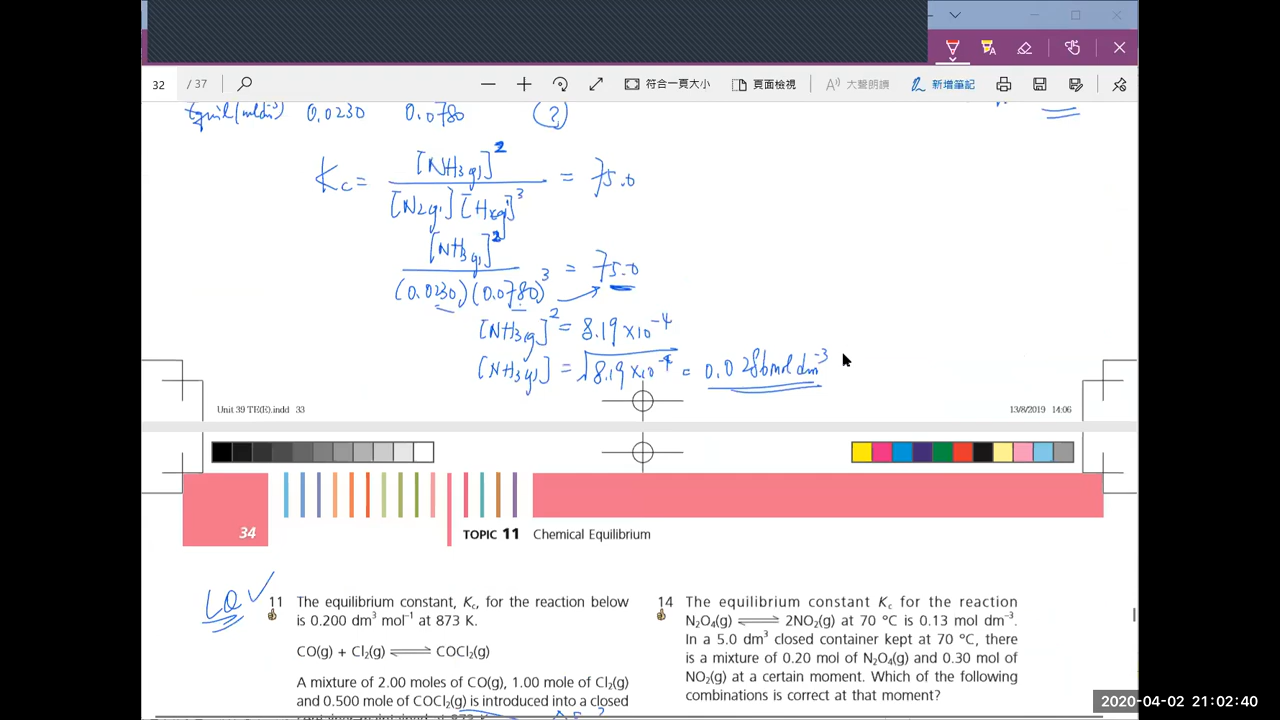 32 / 37 符合一頁大小 頁面檢視 大聲朗讀 新增筆記
Equil(moldm⁻³) 0.0230 0.0780 (?)
Kc = [NH₃(g)]² / [N₂(g)][H₂(g)]³ = 75.0
[NH₃(g)]² / (0.0230)(0.0780)³ = 75.0
[NH₃(g)]² = 8.19 × 10⁻⁴
[NH₃(g)] = √8.19 × 10⁻⁴ = 0.0286 mol dm⁻³
Unit 39 TE(E).indd 33 13/8/2019 14:06
34 TOPIC 11 Chemical Equilibrium
LQ ✓
11 The equilibrium constant, Kc, for the reaction below
is 0.200 dm³ mol⁻¹ at 873 K.
CO(g) + Cl₂(g) ⇌ COCl₂(g)
A mixture of 2.00 moles of CO(g), 1.00 mole of Cl₂(g)
and 0.500 mole of COCl₂(g) is introduced into a closed
14 The equilibrium constant Kc for the reaction
N₂O₄(g) ⇌ 2NO₂(g) at 70 °C is 0.13 mol dm⁻³.
In a 5.0 dm³ closed container kept at 70 °C, there
is a mixture of 0.20 mol of N₂O₄(g) and 0.30 mol of
NO₂(g) at a certain moment. Which of the following
combinations is correct at that moment?
2020-04-02 21:02:40